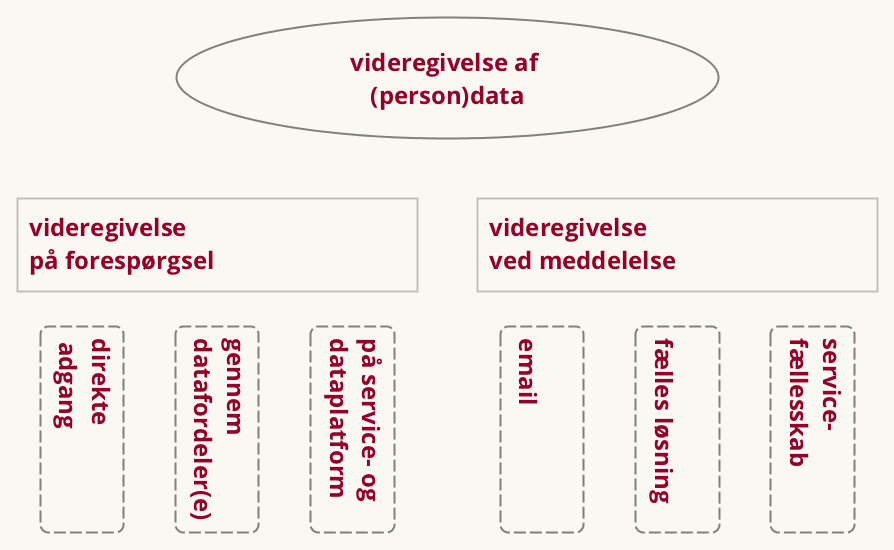 videregivelse af
(person)data
videregivelse
på forespørgsel
videregivelse
ved meddelelse
direkte
adgang
gennem
datafordeler(e)
på service- og
dataplatform
email
fælles løsning
service-
fællesskab